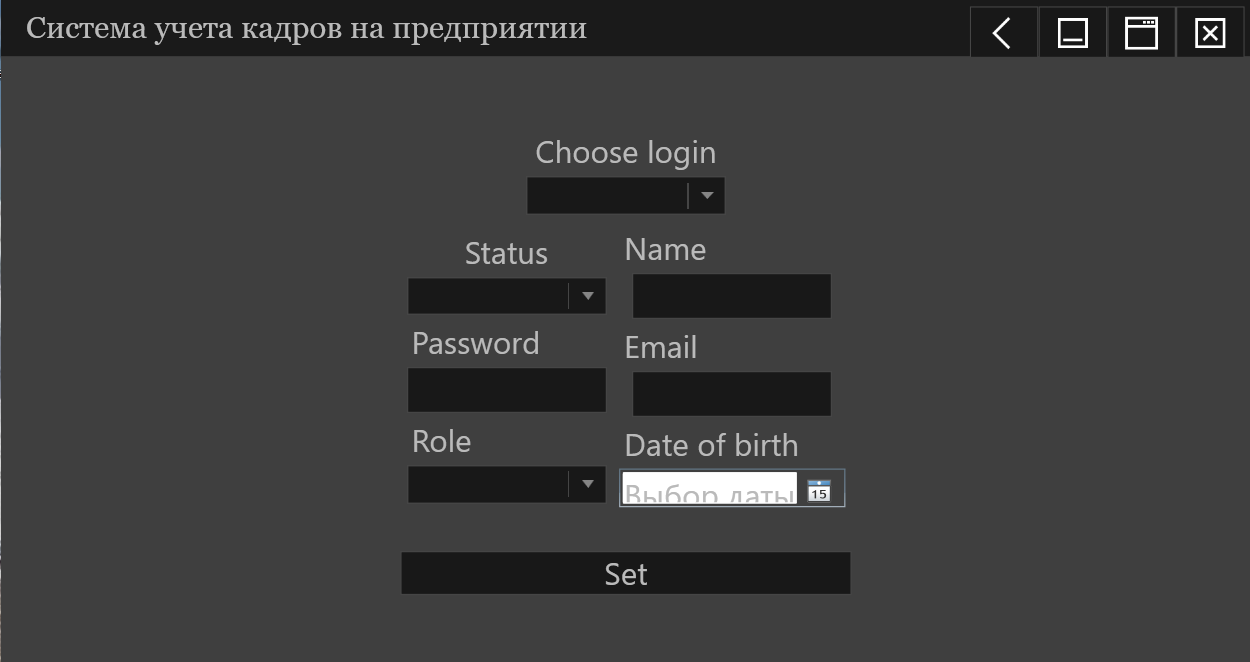 Система учета кадров на предприятии
Choose login
Status
Name
Password
Email
Role
Date of birth
Выбор даты
15
Set